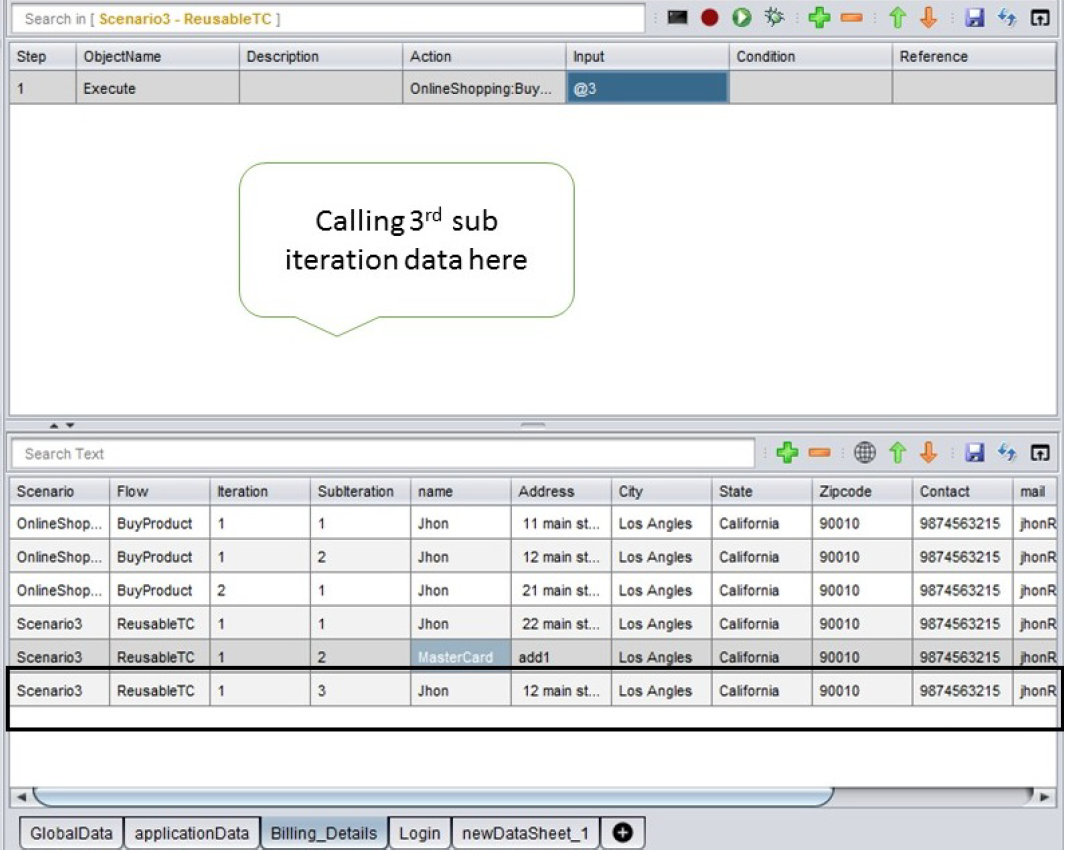 Search in [ Scenario3 - ReusableTC ]
Step ObjectName Description Action Input Condition Reference
1 Execute OnlineShopping:Buy... @3
Calling 3rd sub
iteration data here
Search Text
Scenario Flow Iteration SubIteration name Address City State Zipcode Contact mail
OnlineShop... BuyProduct 1 1 Jhon 11 main st... Los Angles California 90010 9874563215 jhonR
OnlineShop... BuyProduct 1 2 Jhon 12 main st... Los Angles California 90010 9874563215 jhonR
OnlineShop... BuyProduct 2 1 Jhon 21 main st... Los Angles California 90010 9874563215 jhonR
Scenario3 ReusableTC 1 1 Jhon 22 main st... Los Angles California 90010 9874563215 jhonR
Scenario3 ReusableTC 1 2 MasterCard add1 Los Angles California 90010 9874563215 jhonR
Scenario3 ReusableTC 1 3 Jhon 12 main st... Los Angles California 90010 9874563215 jhonR
GlobalData applicationData Billing_Details Login newDataSheet_1